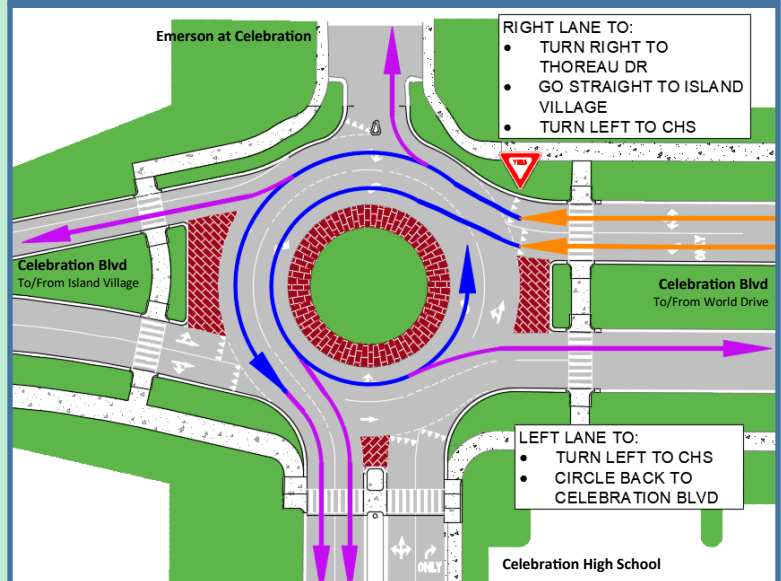 Emerson at Celebration
RIGHT LANE TO:
• TURN RIGHT TO
THOREAU DR
• GO STRAIGHT TO ISLAND
VILLAGE
• TURN LEFT TO CHS
Celebration Blvd
To/From Island Village
ONLY
Celebration Blvd
To/From World Drive
LEFT LANE TO:
• TURN LEFT TO CHS
• CIRCLE BACK TO
CELEBRATION BLVD
ONLY
Celebration High School